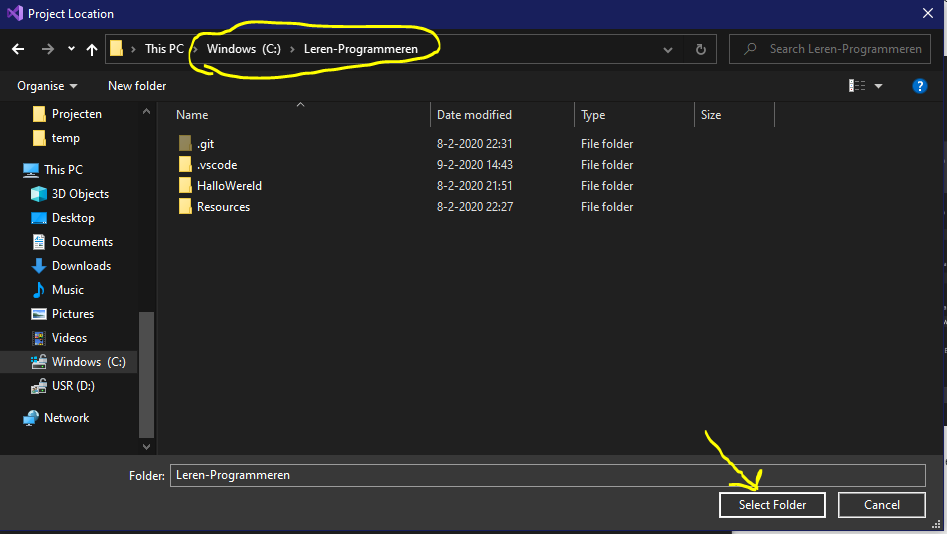 Project Location
This PC Windows (C:) Leren-Programmeren Search Leren-Programmeren
Organise New folder ?
Name Date modified Type Size
Projecten
temp
This PC
3D Objects
Desktop
Documents
Downloads
Music
Pictures
Videos
Windows (C:)
USR (D:)
Network
.git 8-2-2020 22:31 File folder
.vscode 9-2-2020 14:43 File folder
HalloWereld 8-2-2020 21:51 File folder
Resources 8-2-2020 22:27 File folder
Folder: Leren-Programmeren
Select Folder Cancel